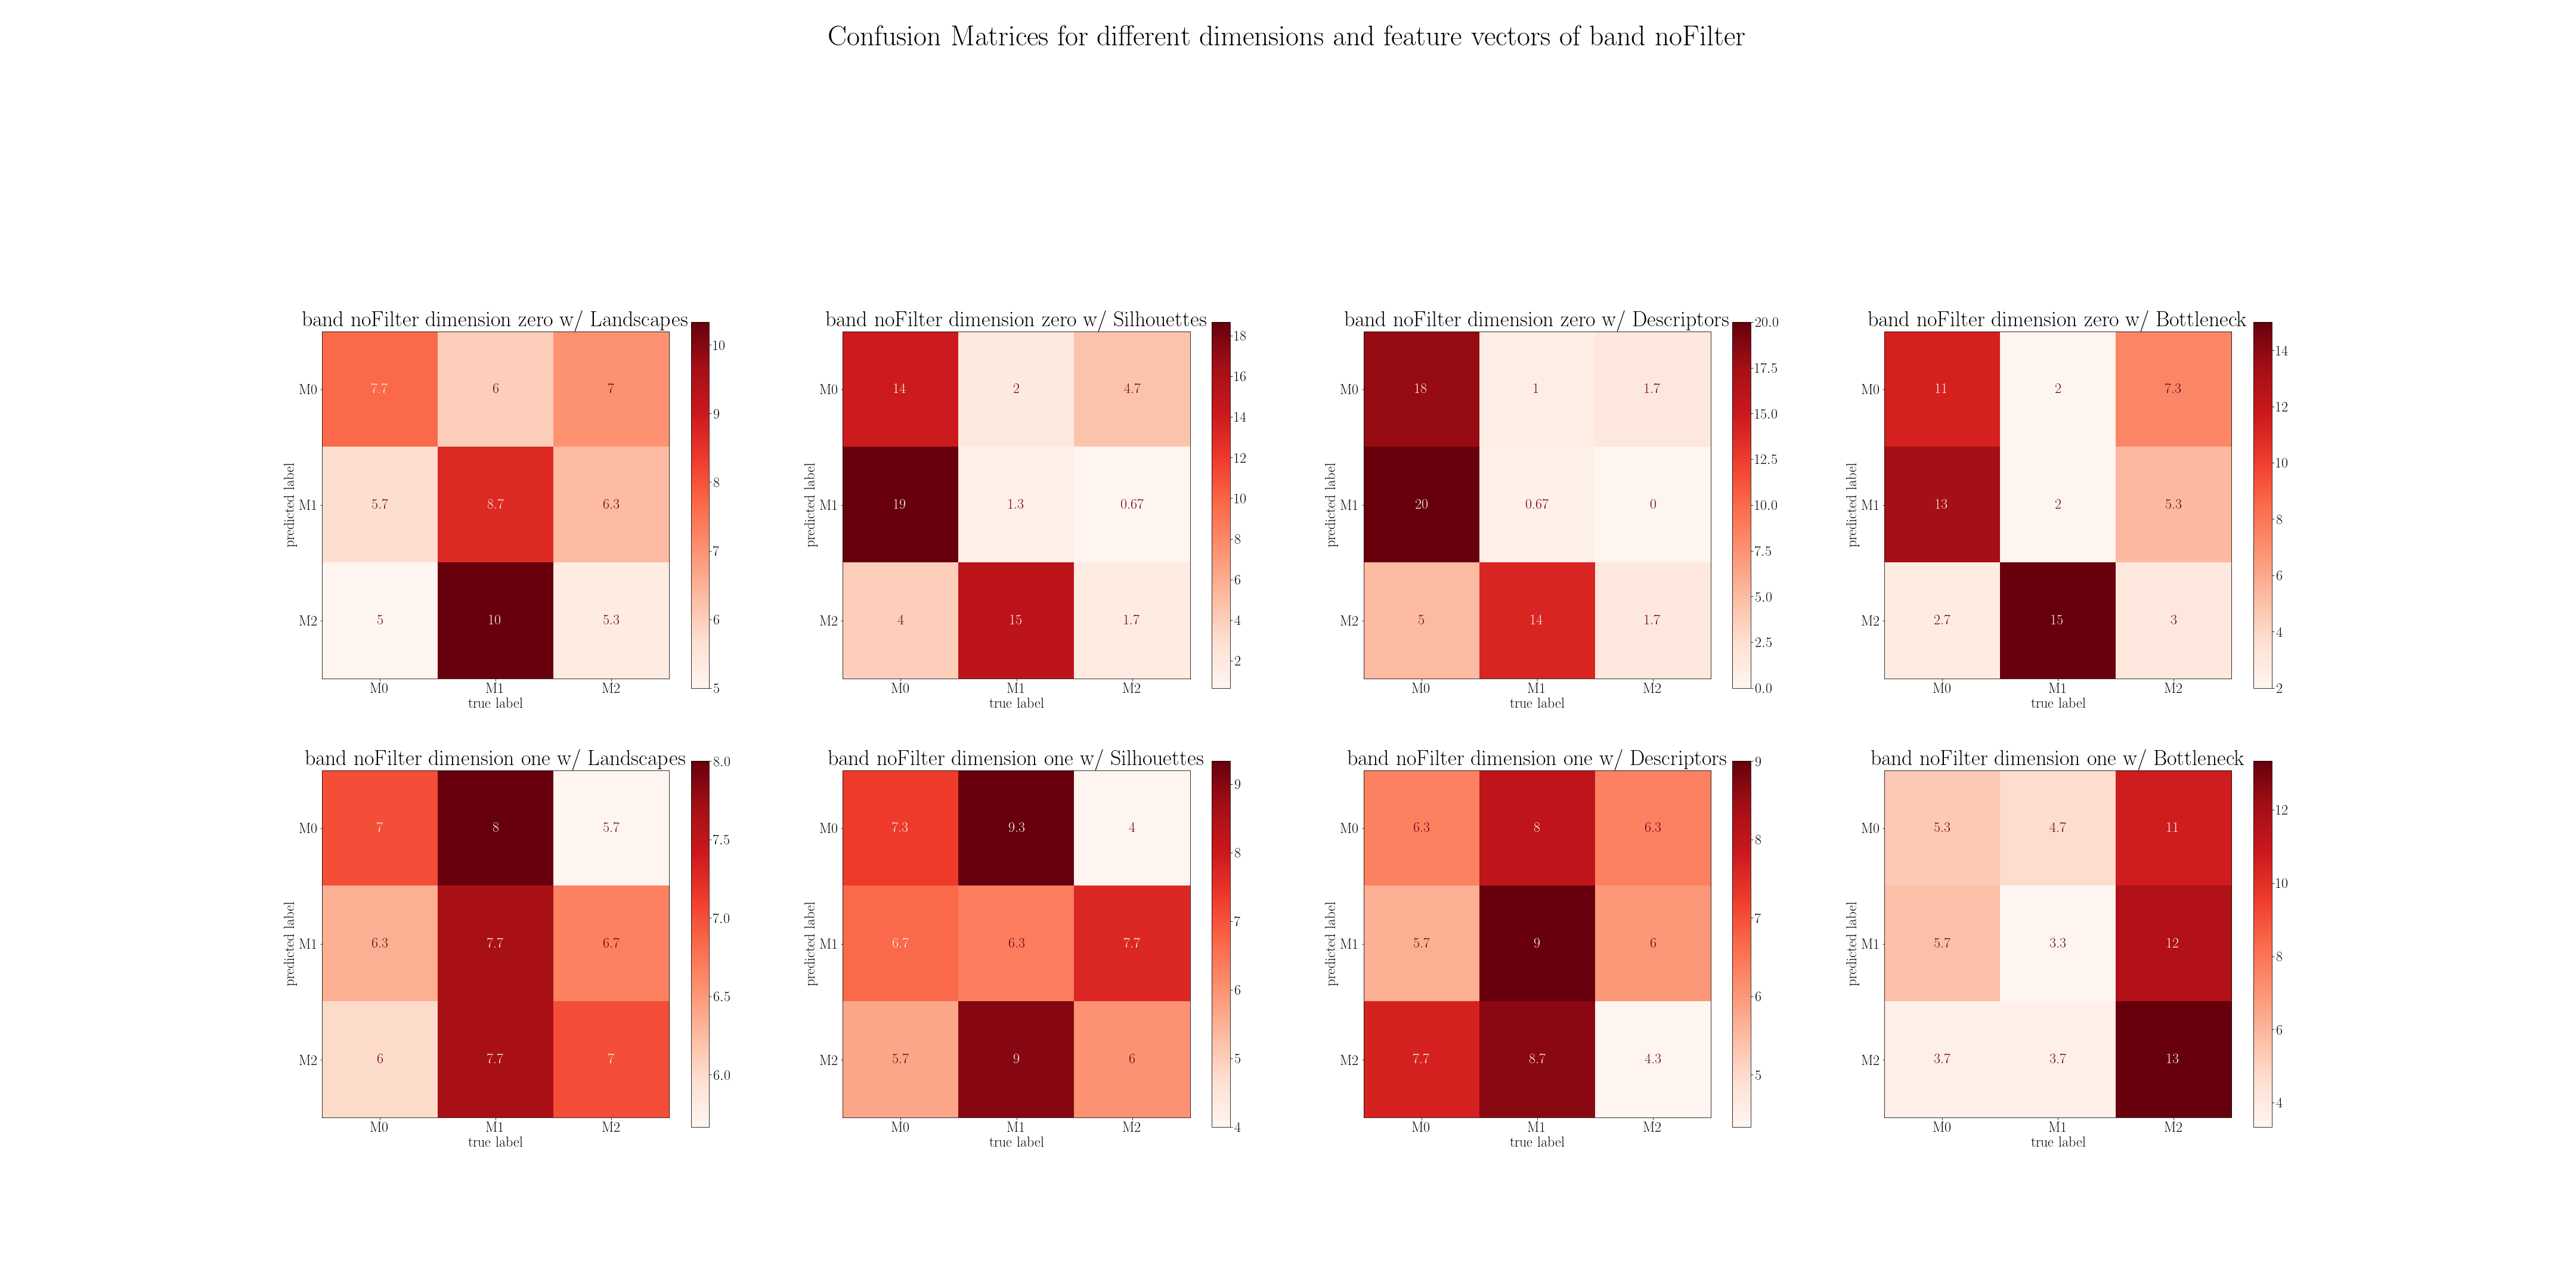 Confusion Matrices for different dimensions and feature vectors of band noFilter
band noFilter dimension zero w/ Landscapes
predicted label
M0 7.7 6 7
M1 5.7 8.7 6.3
M2 5 10 5.3
M0 M1 M2
true label
10
9
8
7
6
5
band noFilter dimension zero w/ Silhouettes
predicted label
M0 14 2 4.7
M1 19 1.3 0.67
M2 4 15 1.7
M0 M1 M2
true label
18
16
14
12
10
8
6
4
2
band noFilter dimension zero w/ Descriptors
predicted label
M0 18 1 1.7
M1 20 0.67 0
M2 5 14 1.7
M0 M1 M2
true label
20.0
17.5
15.0
12.5
10.0
7.5
5.0
2.5
0.0
band noFilter dimension zero w/ Bottleneck
predicted label
M0 11 2 7.3
M1 13 2 5.3
M2 2.7 15 3
M0 M1 M2
true label
14
12
10
8
6
4
2
band noFilter dimension one w/ Landscapes
predicted label
M0 7 8 5.7
M1 6.3 7.7 6.7
M2 6 7.7 7
M0 M1 M2
true label
8.0
7.5
7.0
6.5
6.0
band noFilter dimension one w/ Silhouettes
predicted label
M0 7.3 9.3 4
M1 6.7 6.3 7.7
M2 5.7 9 6
M0 M1 M2
true label
9
8
7
6
5
4
band noFilter dimension one w/ Descriptors
predicted label
M0 6.3 8 6.3
M1 5.7 9 6
M2 7.7 8.7 4.3
M0 M1 M2
true label
9
8
7
6
5
band noFilter dimension one w/ Bottleneck
predicted label
M0 5.3 4.7 11
M1 5.7 3.3 12
M2 3.7 3.7 13
M0 M1 M2
true label
12
10
8
6
4